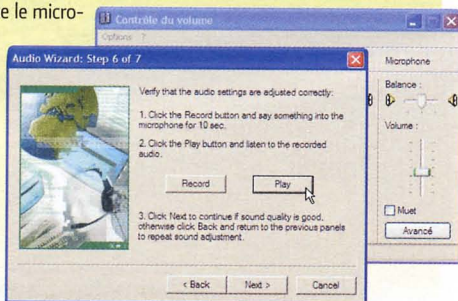 e le micro-
Contrôle du volume
Options ?
Audio Wizard: Step 6 of 7
Verify that the audio settings are adjusted correctly:
1. Click the Record button and say something into the
microphone for 10 sec.
2. Click the Play button and listen to the recorded
audio.
Record
Play
3. Click Next to continue if sound quality is good,
otherwise click Back and return to the previous panels
to repeat sound adjustment.
< Back
Next >
Cancel
Microphone
Balance :
Volume :
Muet
Avancé